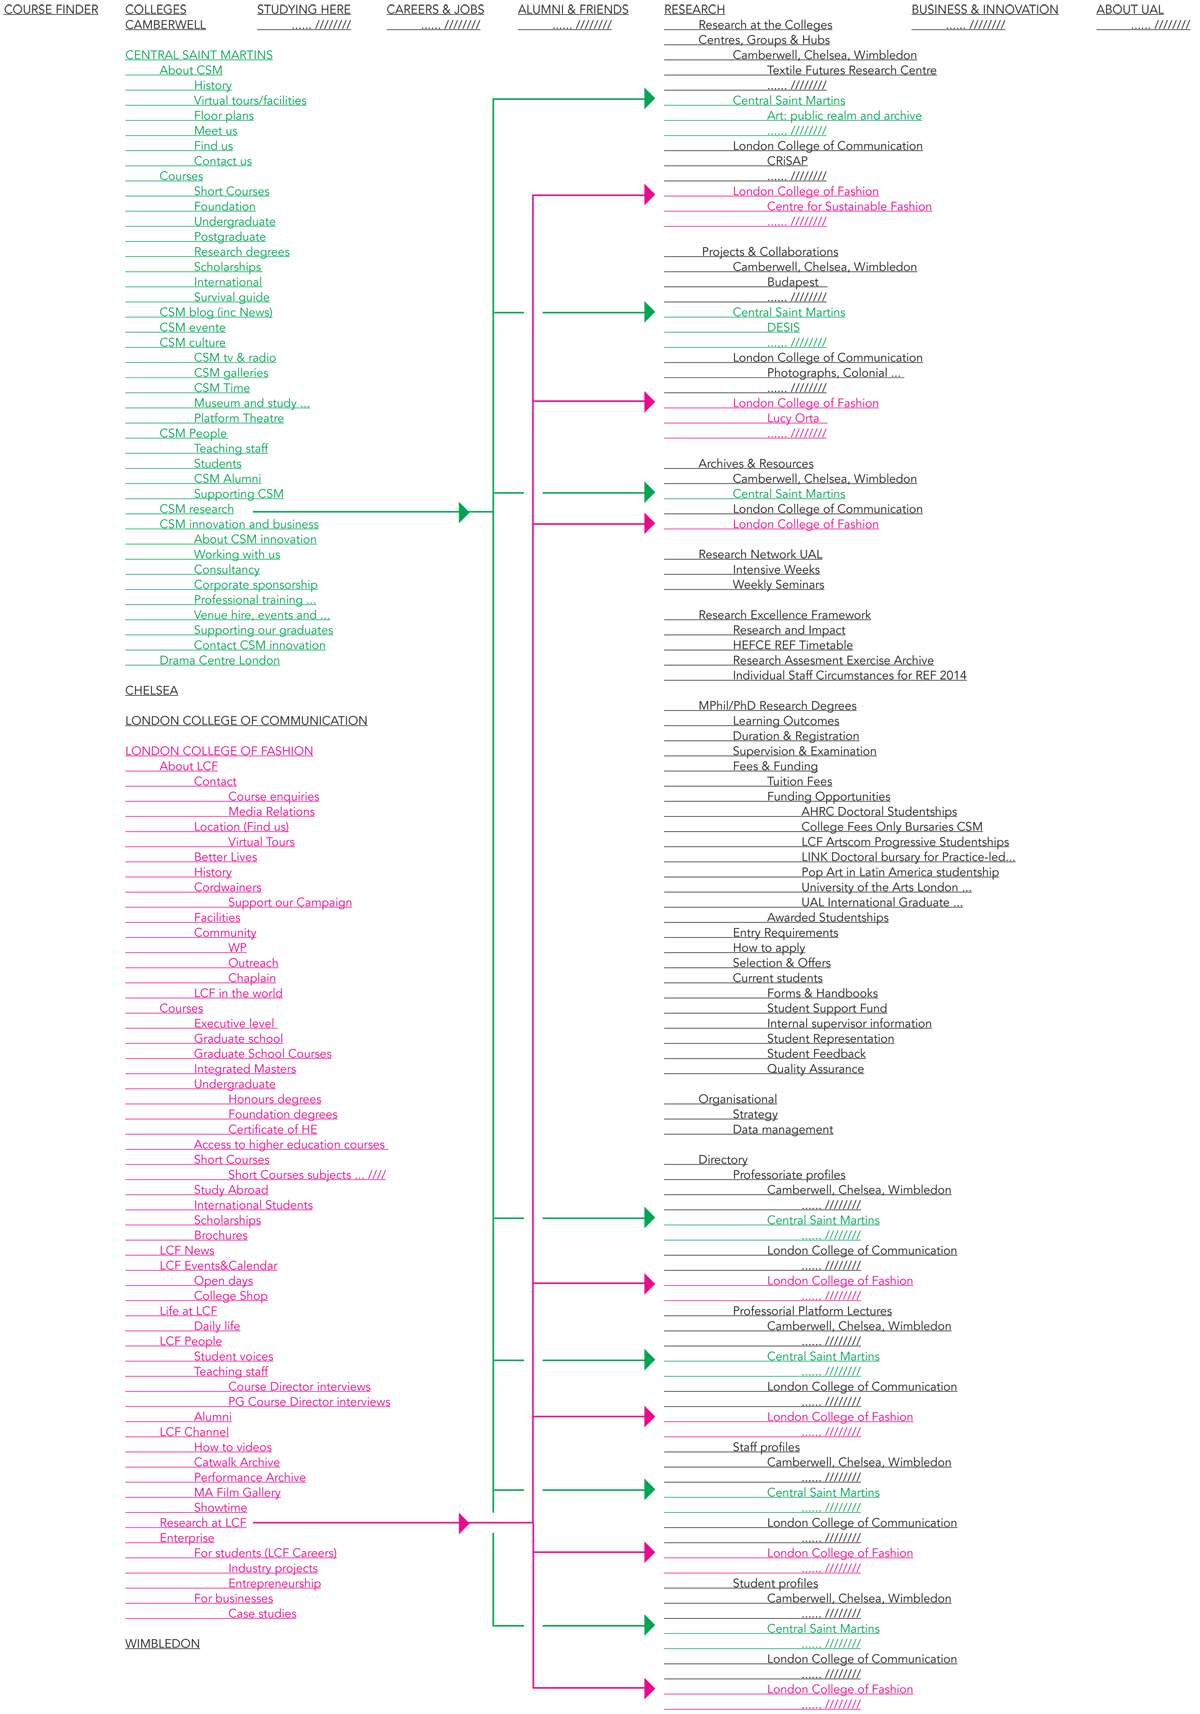 COURSE FINDER
COLLEGES
CAMBERWELL
CENTRAL SAINT MARTINS
About CSM
History
Virtual tours/facilities
Floor plans
Meet us
Find us
Contact us
Courses
Short Courses
Foundation
Undergraduate
Postgraduate
Research degrees
Scholarships
International
Survival guide
CSM blog (inc News)
CSM evente
CSM culture
CSM tv & radio
CSM galleries
CSM Time
Museum and study ...
Platform Theatre
CSM People
Teaching staff
Students
CSM Alumni
Supporting CSM
CSM research
CSM innovation and business
About CSM innovation
Working with us
Consultancy
Corporate sponsorship
Professional training ...
Venue hire, events and ...
Supporting our graduates
Contact CSM innovation
Drama Centre London
CHELSEA
LONDON COLLEGE OF COMMUNICATION
LONDON COLLEGE OF FASHION
About LCF
Contact
Course enquiries
Media Relations
Location (Find us)
Virtual Tours
Better Lives
History
Cordwainers
Support our Campaign
Facilities
Community
WP
Outreach
Chaplain
LCF in the world
Courses
Executive level
Graduate school
Graduate School Courses
Integrated Masters
Undergraduate
Honours degrees
Foundation degrees
Certificate of HE
Access to higher education courses
Short Courses
Short Courses subjects ... ////
Study Abroad
International Students
Scholarships
Brochures
LCF News
LCF Events&Calendar
Open days
College Shop
Life at LCF
Daily life
LCF People
Student voices
Teaching staff
Course Director interviews
PG Course Director interviews
Alumni
LCF Channel
How to videos
Catwalk Archive
Performance Archive
MA Film Gallery
Showtime
Research at LCF
Enterprise
For students (LCF Careers)
Industry projects
Entrepreneurship
For businesses
Case studies
WIMBLEDON
STUDYING HERE
...... ////////
CAREERS & JOBS
...... ////////
ALUMNI & FRIENDS
...... ////////
RESEARCH
Research at the Colleges
Centres, Groups & Hubs
Camberwell, Chelsea, Wimbledon
Textile Futures Research Centre
...... ////////
Central Saint Martins
Art: public realm and archive
...... ////////
London College of Communication
CRiSAP
...... ////////
London College of Fashion
Centre for Sustainable Fashion
...... ////////
Projects & Collaborations
Camberwell, Chelsea, Wimbledon
Budapest
...... ////////
Central Saint Martins
DESIS
...... ////////
London College of Communication
Photographs, Colonial ...
...... ////////
London College of Fashion
Lucy Orta
...... ////////
Archives & Resources
Camberwell, Chelsea, Wimbledon
Central Saint Martins
London College of Communication
London College of Fashion
Research Network UAL
Intensive Weeks
Weekly Seminars
Research Excellence Framework
Research and Impact
HEFCE REF Timetable
Research Assesment Exercise Archive
Individual Staff Circumstances for REF 2014
MPhil/PhD Research Degrees
Learning Outcomes
Duration & Registration
Supervision & Examination
Fees & Funding
Tuition Fees
Funding Opportunities
AHRC Doctoral Studentships
College Fees Only Bursaries CSM
LCF Artscom Progressive Studentships
LINK Doctoral bursary for Practice-led...
Pop Art in Latin America studentship
University of the Arts London ...
UAL International Graduate ...
Awarded Studentships
Entry Requirements
How to apply
Selection & Offers
Current students
Forms & Handbooks
Student Support Fund
Internal supervisor information
Student Representation
Student Feedback
Quality Assurance
Organisational
Strategy
Data management
Directory
Professoriate profiles
Camberwell, Chelsea, Wimbledon
...... ////////
Central Saint Martins
...... ////////
London College of Communication
...... ////////
London College of Fashion
...... ////////
Professorial Platform Lectures
Camberwell, Chelsea, Wimbledon
...... ////////
Central Saint Martins
...... ////////
London College of Communication
...... ////////
London College of Fashion
...... ////////
Staff profiles
Camberwell, Chelsea, Wimbledon
...... ////////
Central Saint Martins
...... ////////
London College of Communication
...... ////////
London College of Fashion
...... ////////
Student profiles
Camberwell, Chelsea, Wimbledon
...... ////////
Central Saint Martins
...... ////////
London College of Communication
...... ////////
London College of Fashion
...... ////////
BUSINESS & INNOVATION
...... ////////
ABOUT UAL
...... ////////